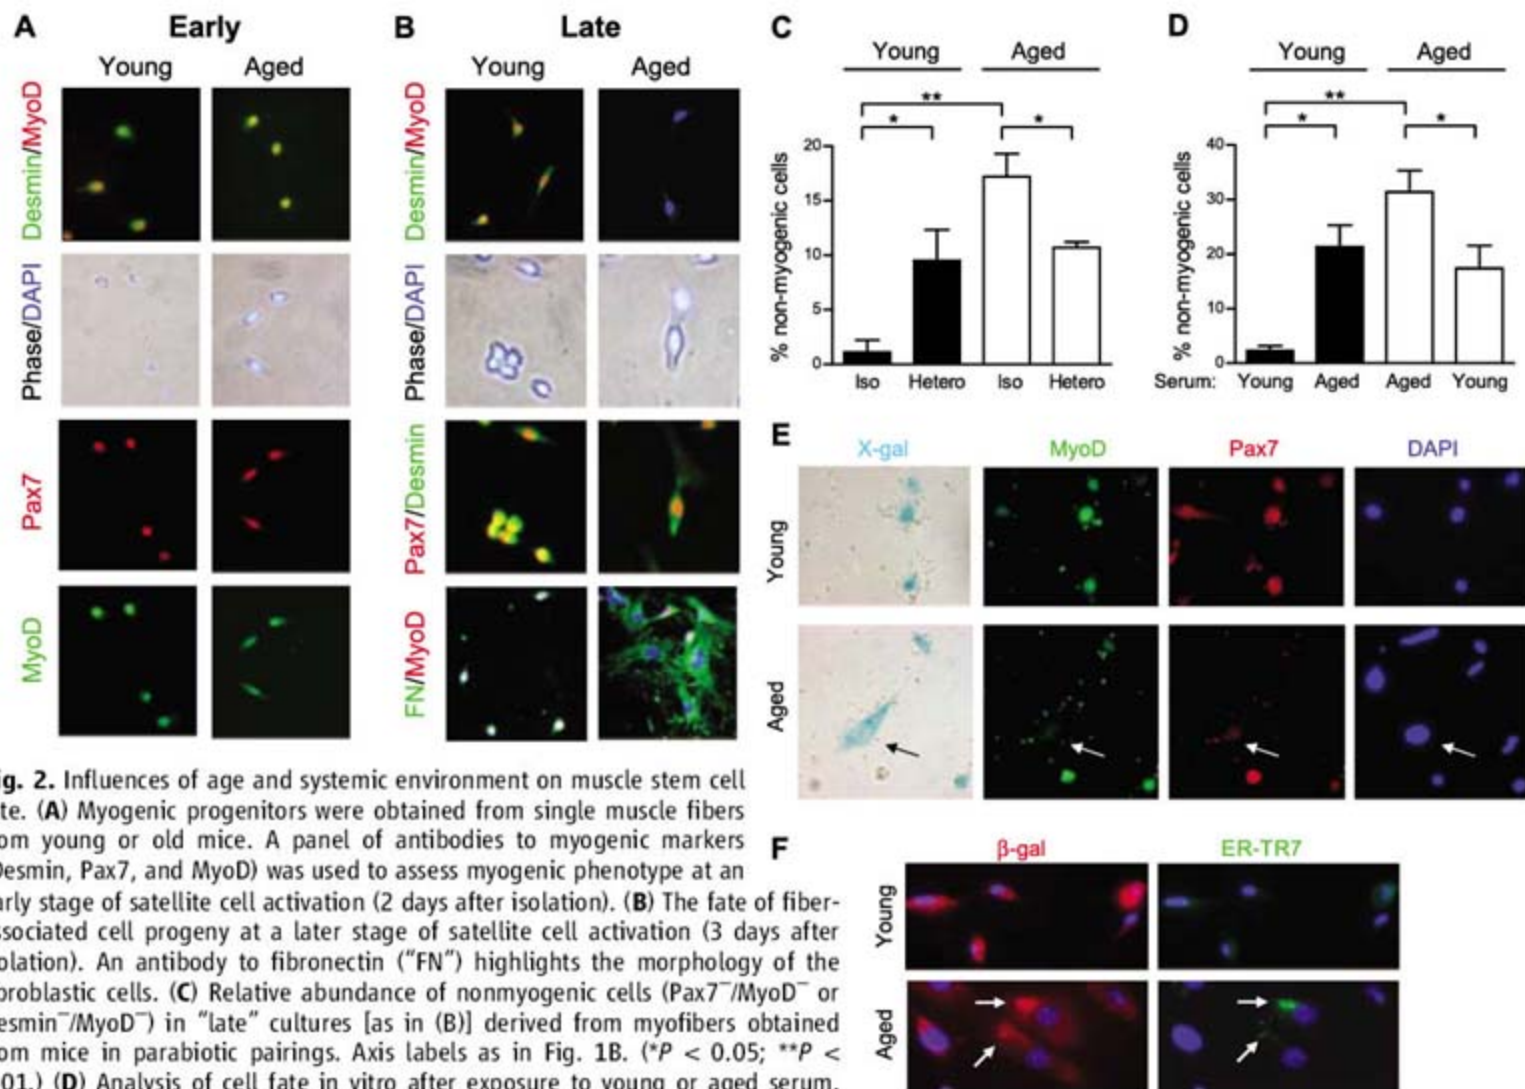 A
Early
Young Aged
Desmin/MyoD
Phase/DAPI
Pax7
MyoD
B
Late
Young Aged
Desmin/MyoD
Phase/DAPI
Pax7/Desmin
FN/MyoD
C
Young Aged
**
* *
% non-myogenic cells
20
15
10
5
0
Iso Hetero Iso Hetero
D
Young Aged
**
* *
% non-myogenic cells
40
30
20
10
0
Serum: Young Aged Aged Young
E
X-gal MyoD Pax7 DAPI
Young
Aged
F
β-gal ER-TR7
Young
Aged
ig. 2. Influences of age and systemic environment on muscle stem cell
te. (A) Myogenic progenitors were obtained from single muscle fibers
om young or old mice. A panel of antibodies to myogenic markers
Desmin, Pax7, and MyoD) was used to assess myogenic phenotype at an
arly stage of satellite cell activation (2 days after isolation). (B) The fate of fiber-
ssociated cell progeny at a later stage of satellite cell activation (3 days after
olation). An antibody to fibronectin ("FN") highlights the morphology of the
broblastic cells. (C) Relative abundance of nonmyogenic cells (Pax7⁻/MyoD⁻ or
esmin⁻/MyoD⁻) in "late" cultures [as in (B)] derived from myofibers obtained
om mice in parabiotic pairings. Axis labels as in Fig. 1B. (*P < 0.05; **P <
01.) (D) Analysis of cell fate in vitro after exposure to young or aged serum.